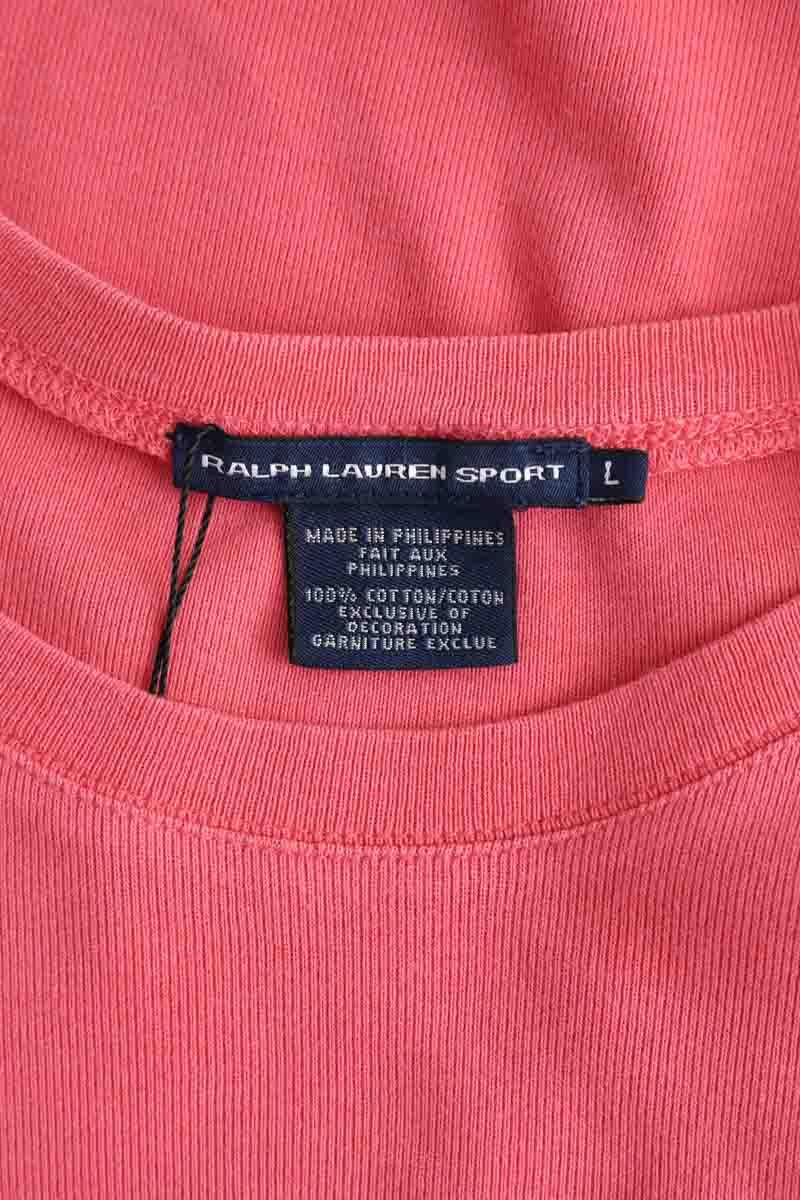 RALPH LAUREN SPORT L
MADE IN PHILIPPINES
FAIT AUX
PHILIPPINES
100% COTTON/COTON
EXCLUSIVE OF
DECORATION
GARNITURE EXCLUE